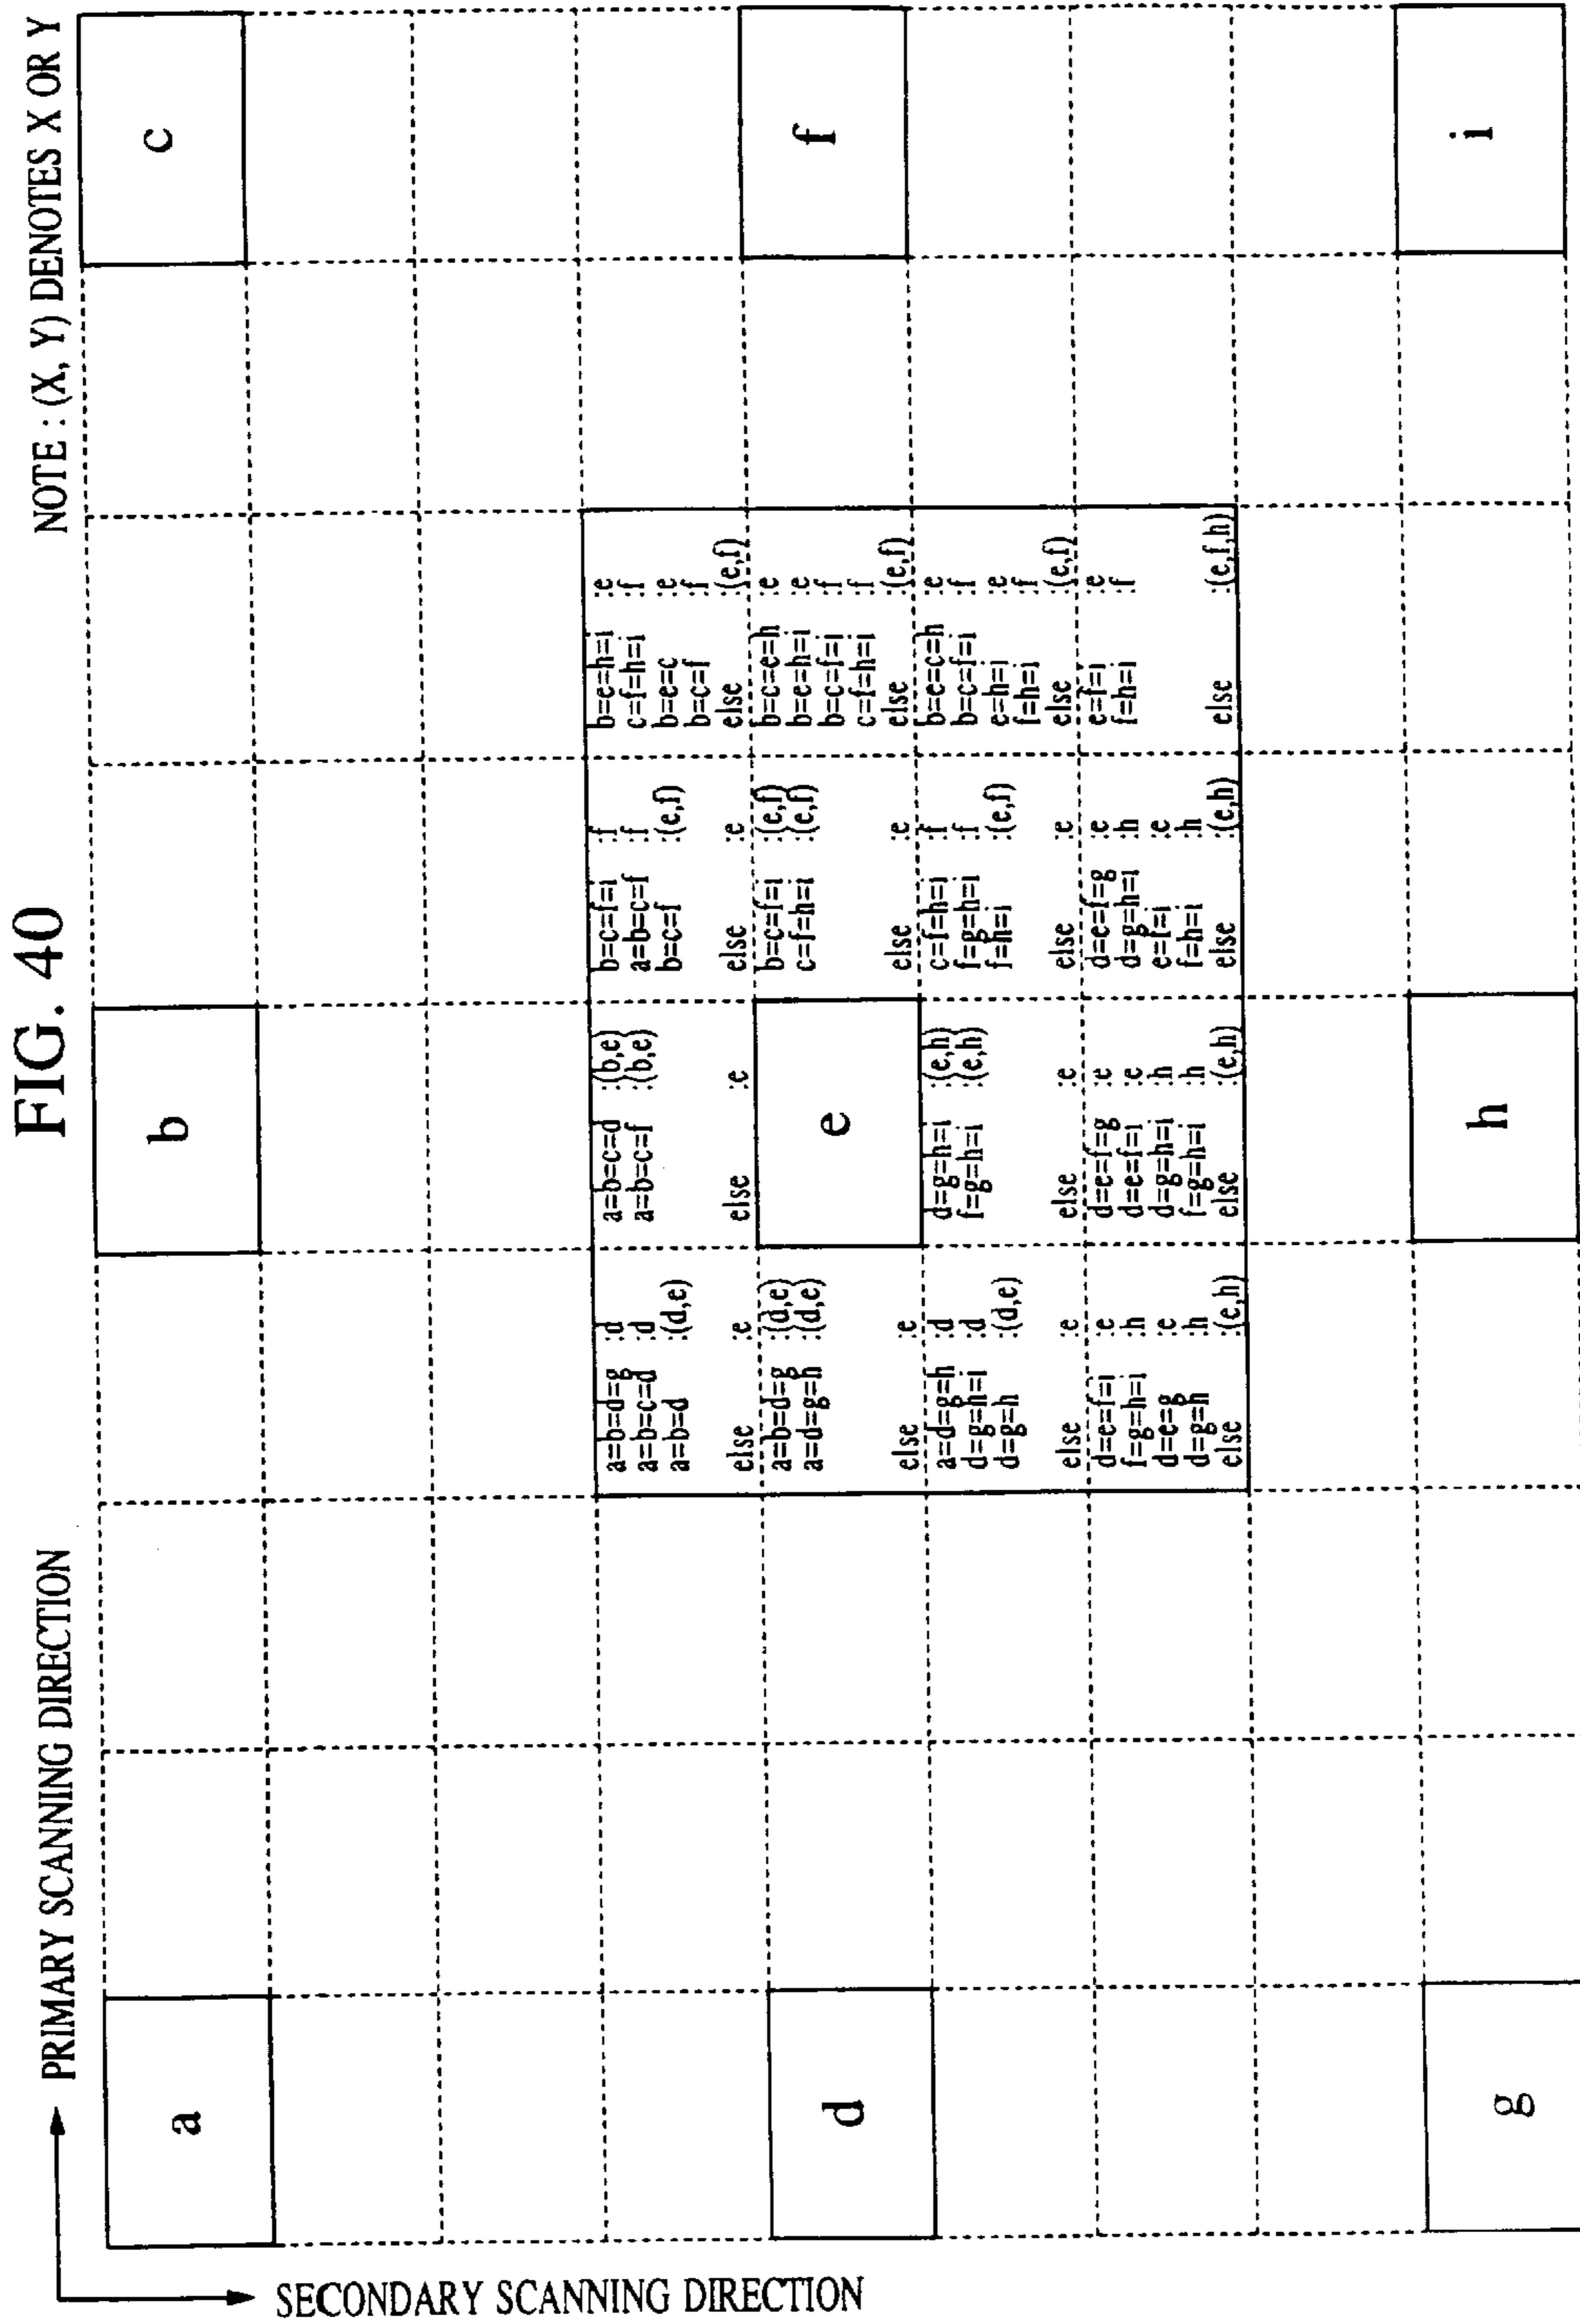 FIG. 40
PRIMARY SCANNING DIRECTION
NOTE : (X, Y) DENOTES X OR Y
SECONDARY SCANNING DIRECTION
a
b
c
a=b=d=g :d
a=b=c=d :d
a=b=d :(d,e)
else :e
a=b=c=d :(b,e)
a=b=c=f :(b,e)
else :e
b=c=f=i :f
a=b=c=f :f
b=c=f :(e,f)
else :e
b=e=h=i :e
c=f=h=i :f
b=e=c :e
b=c=f :f
else :(e,f)
d
a=b=d=g :(d,e)
a=d=g=h :(d,e)
else :e
e
b=c=f=i :(e,f)
c=f=h=i :(e,f)
else :e
b=c=e=h :e
b=e=h=i :e
b=c=f=i :f
c=f=h=i :f
else :(e,f)
f
a=d=g=h :d
d=g=h=i :d
d=g=h :(d,e)
else :e
d=g=h=i :(e,h)
f=g=h=i :(e,h)
else :e
c=f=h=i :f
f=g=h=i :f
f=h=i :(e,f)
else :e
b=e=c=h :e
b=c=f=i :f
e=h=i :e
f=h=i :f
else :(e,f)
d=e=f=i :e
f=g=h=i :h
d=e=g :e
d=g=h :h
else :(e,h)
d=e=f=g :e
d=e=f=i :e
d=g=h=i :h
f=g=h=i :h
else :(e,h)
d=e=f=g :e
d=g=h=i :h
e=f=i :e
f=h=i :h
else :(e,h)
e=f=i :e
f=h=i :f
else :(e,f,h)
g
h
i